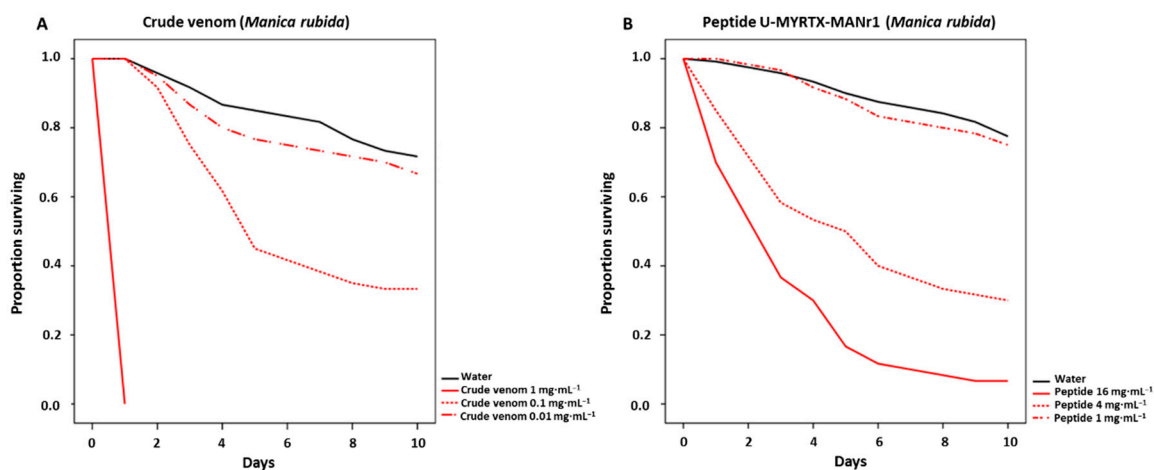 A
Crude venom (Manica rubida)
Proportion surviving
1.0
0.8
0.6
0.4
0.2
0.0
0 2 4 6 8 10
Days
Water
Crude venom 1 mg·mL⁻¹
Crude venom 0.1 mg·mL⁻¹
Crude venom 0.01 mg·mL⁻¹
B
Peptide U-MYRTX-MANr1 (Manica rubida)
Proportion surviving
1.0
0.8
0.6
0.4
0.2
0.0
0 2 4 6 8 10
Days
Water
Peptide 16 mg·mL⁻¹
Peptide 4 mg·mL⁻¹
Peptide 1 mg·mL⁻¹